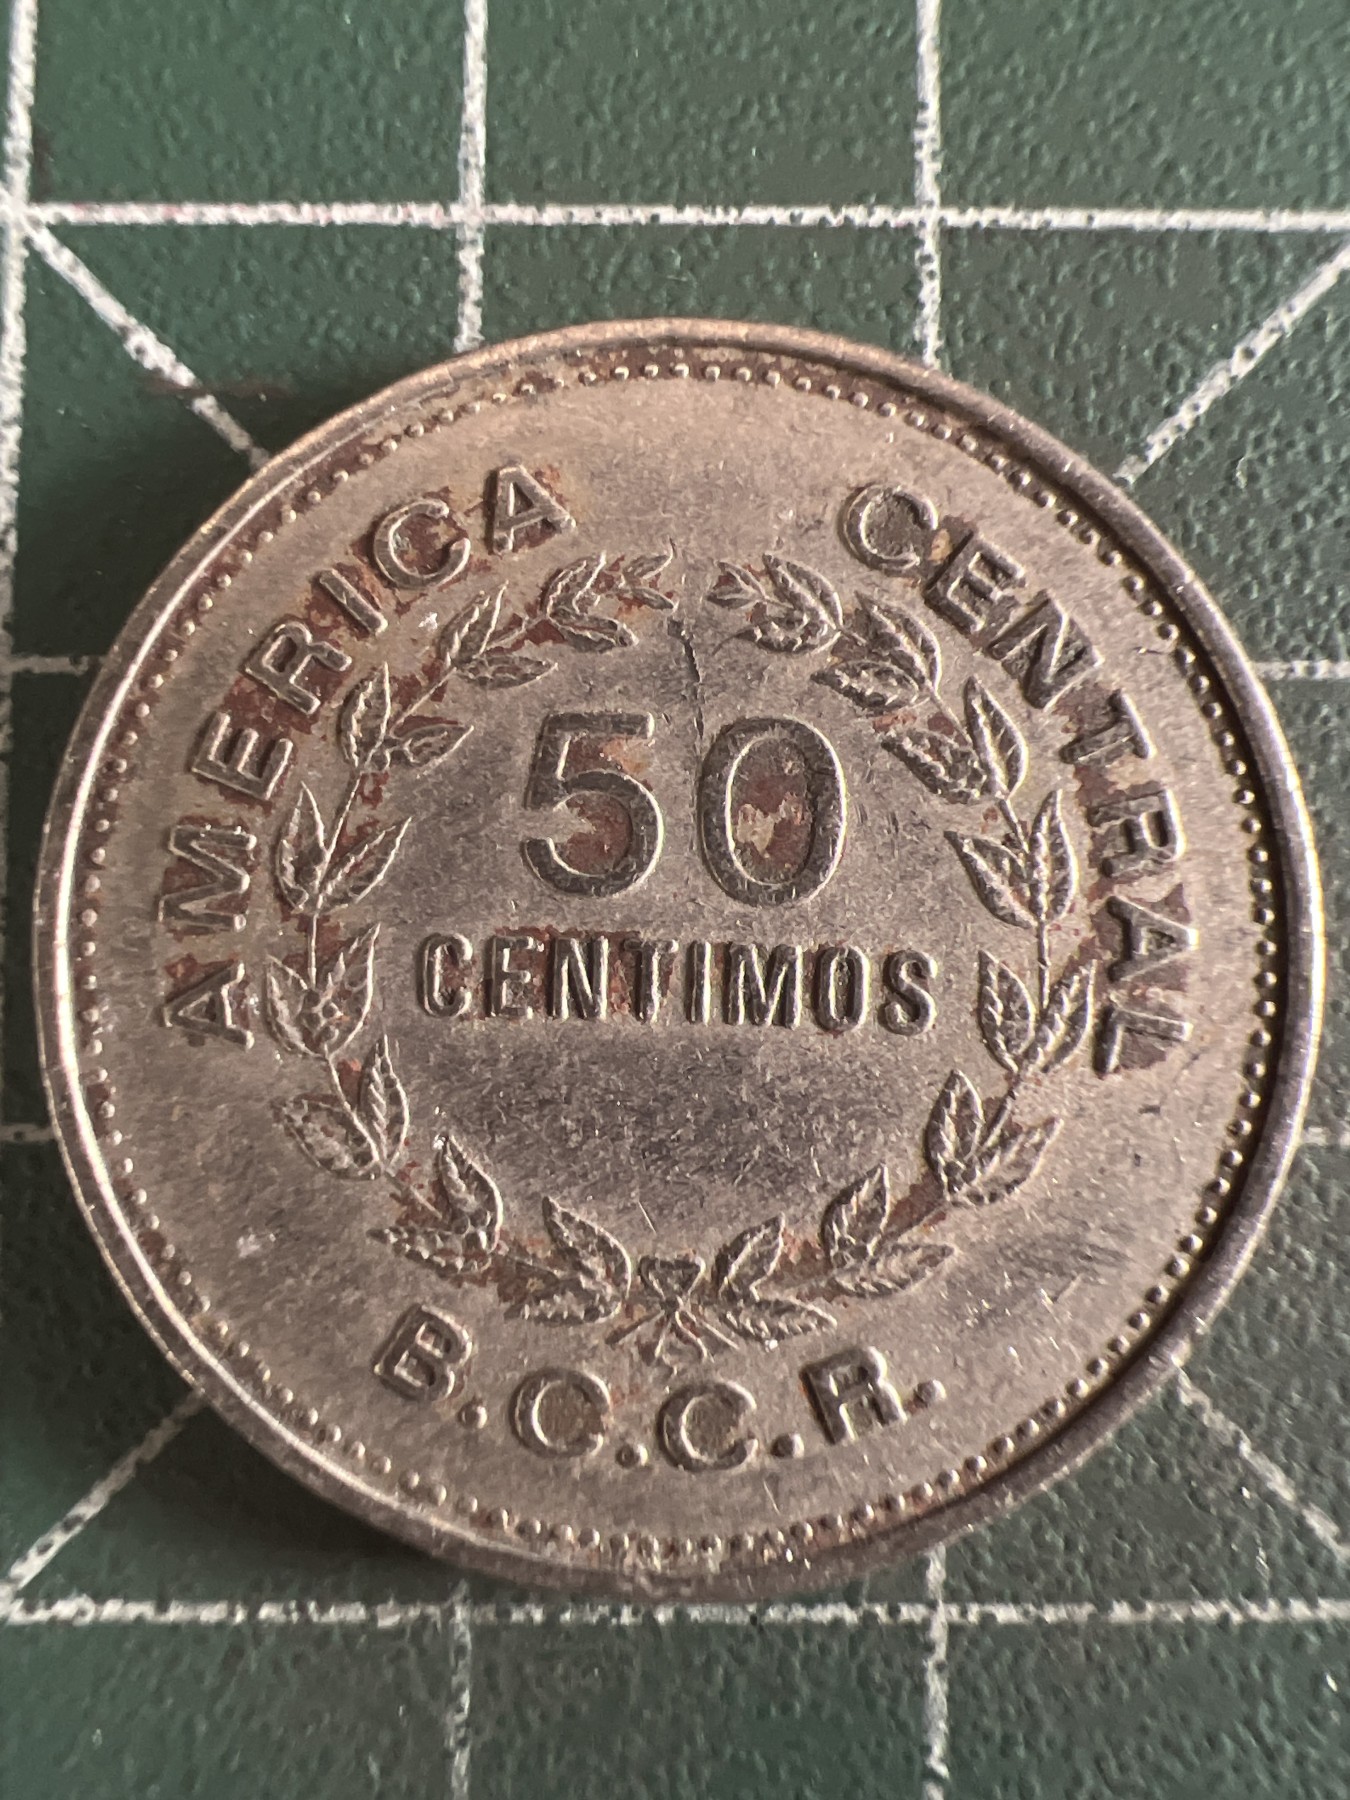 AMERICA CENTRAL
50
CENTIMOS
B.C.C.R.